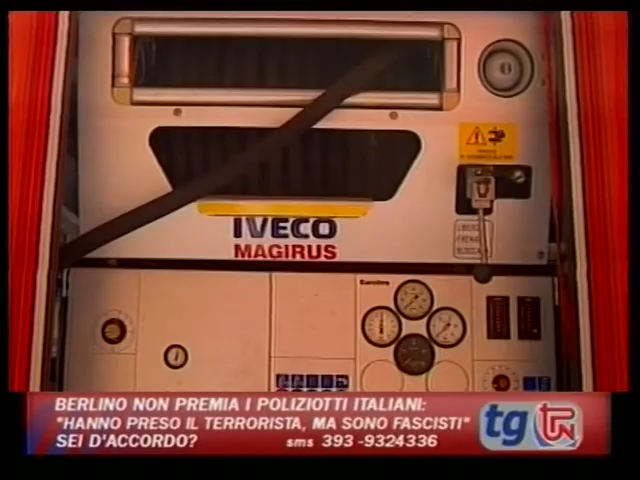 IVECO
MAGIRUS
BERLINO NON PREMIA I POLIZIOTTI ITALIANI:
"HANNO PRESO IL TERRORISTA, MA SONO FASCISTI"
SEI D'ACCORDO?
sms 393-9324336
tg TRN